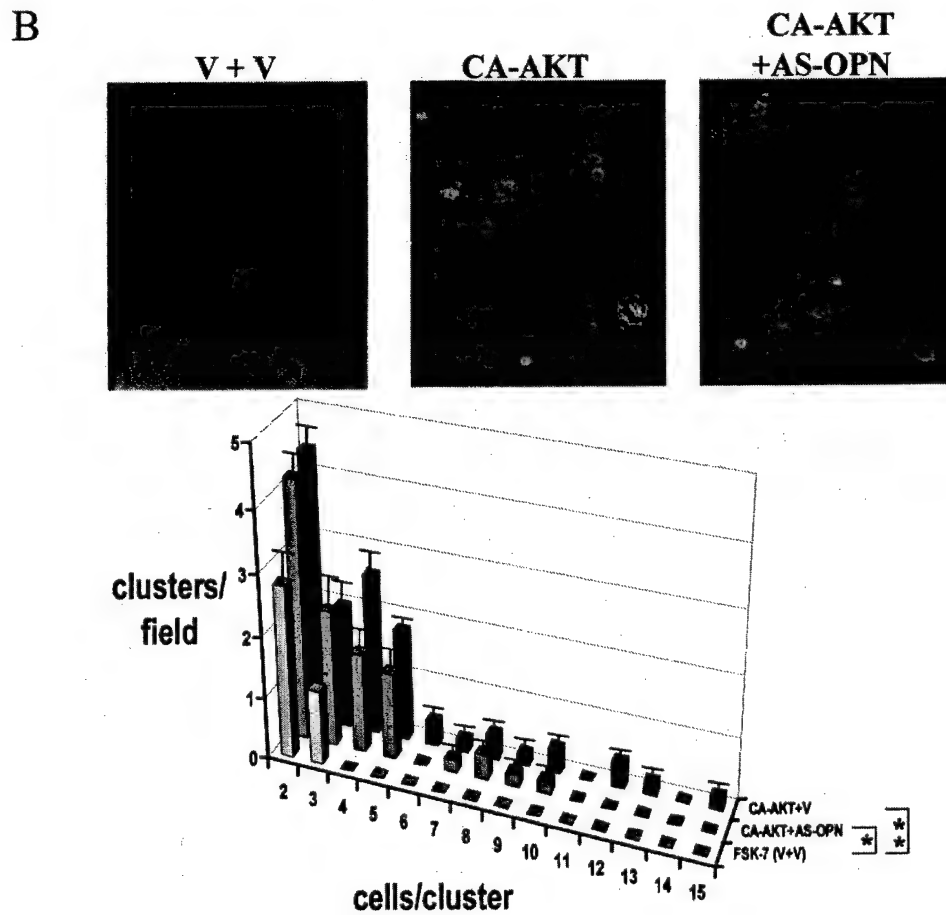 B
V + V
CA-AKT
CA-AKT
+AS-OPN
5
4
3
2
1
0
clusters/
field
2 3 4 5 6 7 8 9 10 11 12 13 14 15
cells/cluster
CA-AKT+V
CA-AKT+AS-OPN
FSK-7 (V+V)
*
*
*